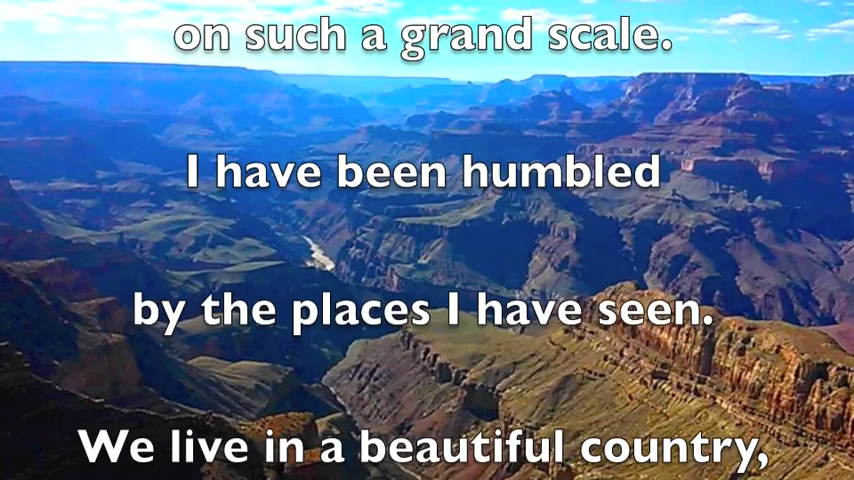 on such a grand scale.
I have been humbled
by the places I have seen.
We live in a beautiful country,